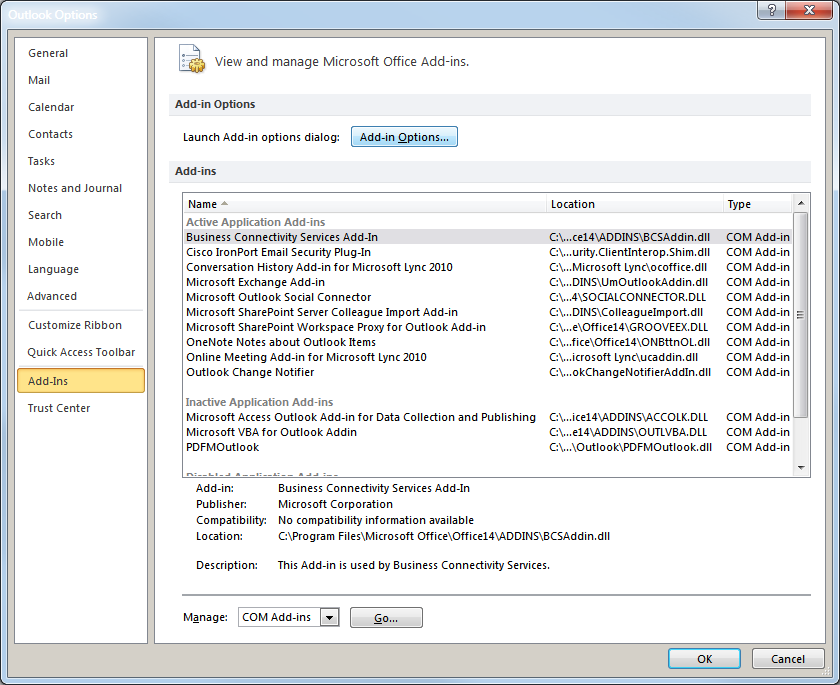 Outlook Options
General
Mail
Calendar
Contacts
Tasks
Notes and Journal
Search
Mobile
Language
Advanced
Customize Ribbon
Quick Access Toolbar
Add-Ins
Trust Center
View and manage Microsoft Office Add-ins.
Add-in Options
Launch Add-in options dialog: Add-in Options...
Add-ins
Name Location Type
Active Application Add-ins
Business Connectivity Services Add-In C:\...ce14\ADDINS\BCSAddin.dll COM Add-in
Cisco IronPort Email Security Plug-In C:\...urity.ClientInterop.Shim.dll COM Add-in
Conversation History Add-in for Microsoft Lync 2010 C:\...Microsoft Lync\ocoffice.dll COM Add-in
Microsoft Exchange Add-in C:\...DINS\UmOutlookAddin.dll COM Add-in
Microsoft Outlook Social Connector C:\...4\SOCIALCONNECTOR.DLL COM Add-in
Microsoft SharePoint Server Colleague Import Add-in C:\...DINS\ColleagueImport.dll COM Add-in
Microsoft SharePoint Workspace Proxy for Outlook Add-in C:\...e\Office14\GROOVEEX.DLL COM Add-in
OneNote Notes about Outlook Items C:\...fice\Office14\ONBttnOL.dll COM Add-in
Online Meeting Add-in for Microsoft Lync 2010 C:\...icrosoft Lync\ucaddin.dll COM Add-in
Outlook Change Notifier C:\...okChangeNotifierAddIn.dll COM Add-in
Inactive Application Add-ins
Microsoft Access Outlook Add-in for Data Collection and Publishing C:\...ice14\ADDINS\ACCOLK.DLL COM Add-in
Microsoft VBA for Outlook Addin C:\...e14\ADDINS\OUTLVBA.DLL COM Add-in
PDFMOutlook C:\...\Outlook\PDFMOutlook.dll COM Add-in
Disabled Application Add-ins
Add-in: Business Connectivity Services Add-In
Publisher: Microsoft Corporation
Compatibility: No compatibility information available
Location: C:\Program Files\Microsoft Office\Office14\ADDINS\BCSAddin.dll
Description: This Add-in is used by Business Connectivity Services.
Manage: COM Add-ins Go...
OK Cancel